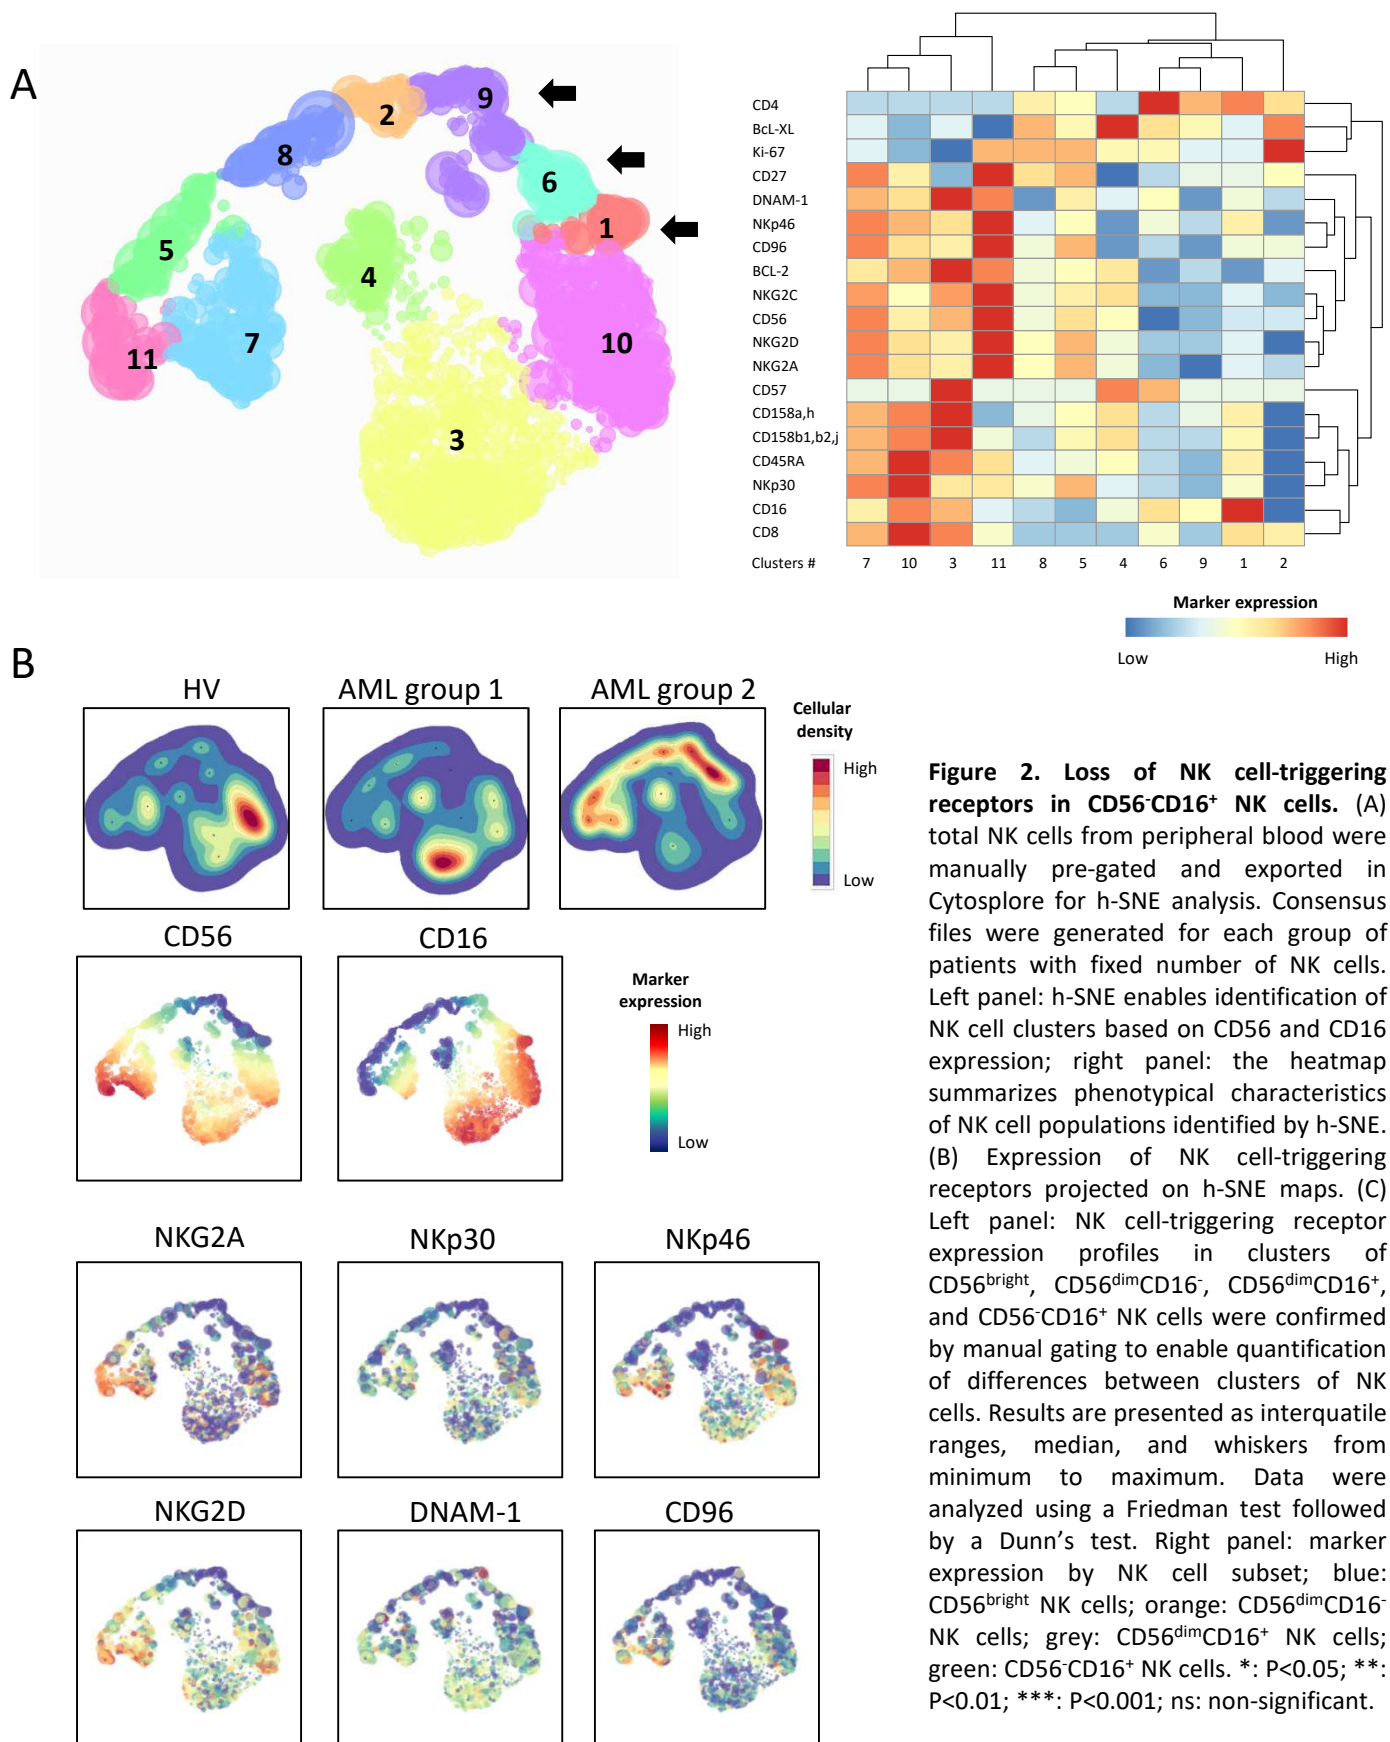 A
2
9
8
6
1
5
4
7
11
10
3
CD4
BcL-XL
Ki-67
CD27
DNAM-1
NKp46
CD96
BCL-2
NKG2C
CD56
NKG2D
NKG2A
CD57
CD158a,h
CD158b1,b2,j
CD45RA
NKp30
CD16
CD8
Clusters # 7 10 3 11 8 5 4 6 9 1 2
Marker expression
Low High
B
HV AML group 1 AML group 2
Cellular
density
High
Low
CD56 CD16
Marker
expression
High
Low
NKG2A NKp30 NKp46
NKG2D DNAM-1 CD96
Figure 2. Loss of NK cell-triggering
receptors in CD56⁻CD16⁺ NK cells. (A)
total NK cells from peripheral blood were
manually pre-gated and exported in
Cytosplore for h-SNE analysis. Consensus
files were generated for each group of
patients with fixed number of NK cells.
Left panel: h-SNE enables identification of
NK cell clusters based on CD56 and CD16
expression; right panel: the heatmap
summarizes phenotypical characteristics
of NK cell populations identified by h-SNE.
(B) Expression of NK cell-triggering
receptors projected on h-SNE maps. (C)
Left panel: NK cell-triggering receptor
expression profiles in clusters of
CD56ᵇʳⁱᵍʰᵗ, CD56ᵈⁱᵐCD16⁻, CD56ᵈⁱᵐCD16⁺,
and CD56⁻CD16⁺ NK cells were confirmed
by manual gating to enable quantification
of differences between clusters of NK
cells. Results are presented as interquatile
ranges, median, and whiskers from
minimum to maximum. Data were
analyzed using a Friedman test followed
by a Dunn’s test. Right panel: marker
expression by NK cell subset; blue:
CD56ᵇʳⁱᵍʰᵗ NK cells; orange: CD56ᵈⁱᵐCD16⁻
NK cells; grey: CD56ᵈⁱᵐCD16⁺ NK cells;
green: CD56⁻CD16⁺ NK cells. *: P<0.05; **:
P<0.01; ***: P<0.001; ns: non-significant.